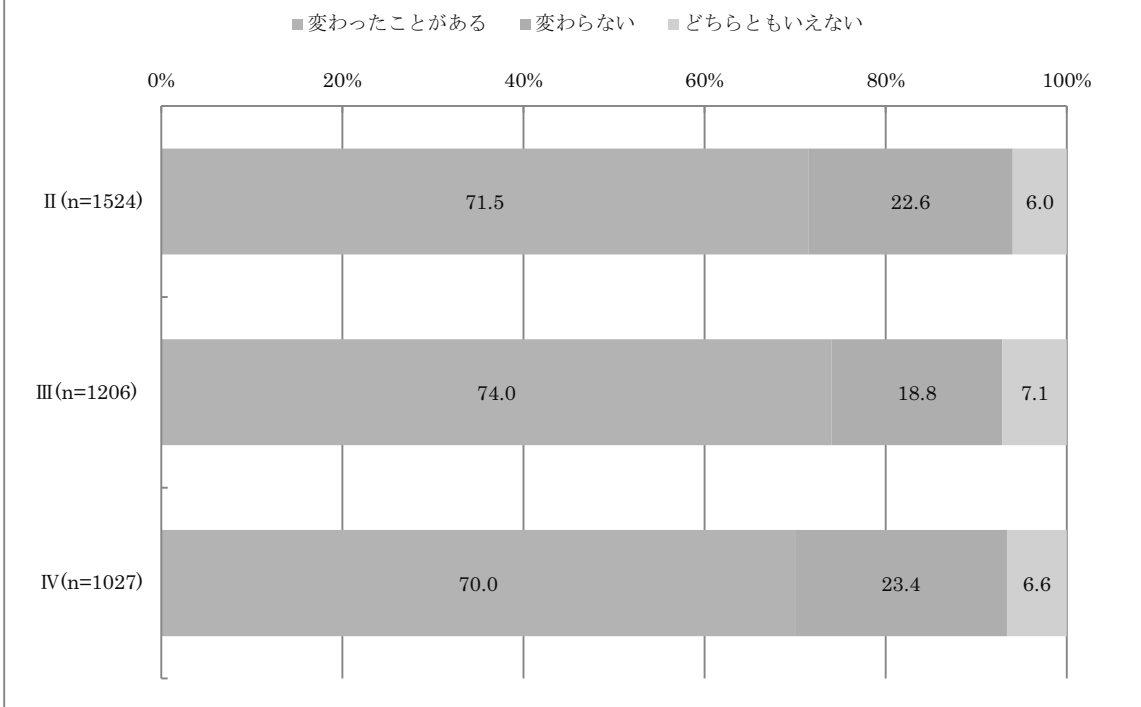 変わったことがある 変わらない どちらともいえない
0% 20% 40% 60% 80% 100%
Ⅱ(n=1524) 71.5 22.6 6.0
Ⅲ(n=1206) 74.0 18.8 7.1
Ⅳ(n=1027) 70.0 23.4 6.6